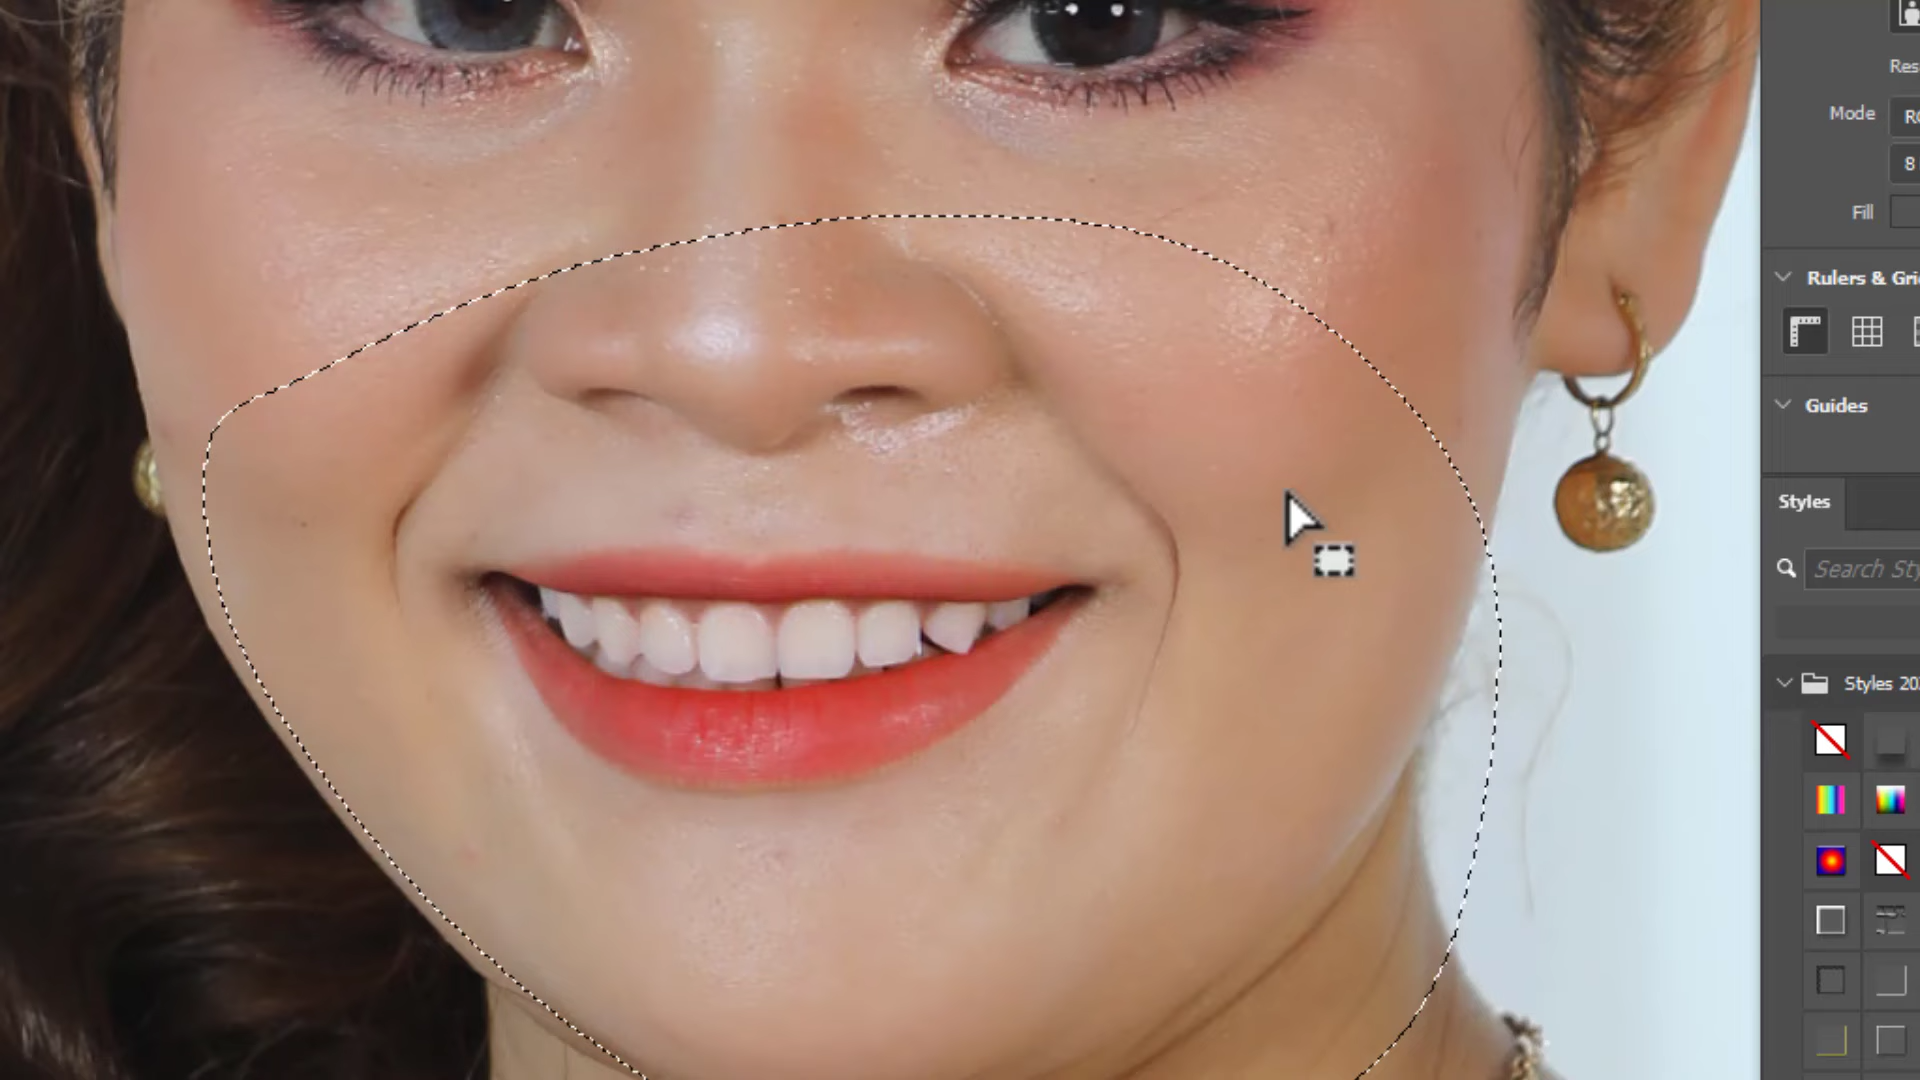 Res
Mode
8
Fill
Rulers & Gri
Guides
Styles
Search Sty
Styles 20